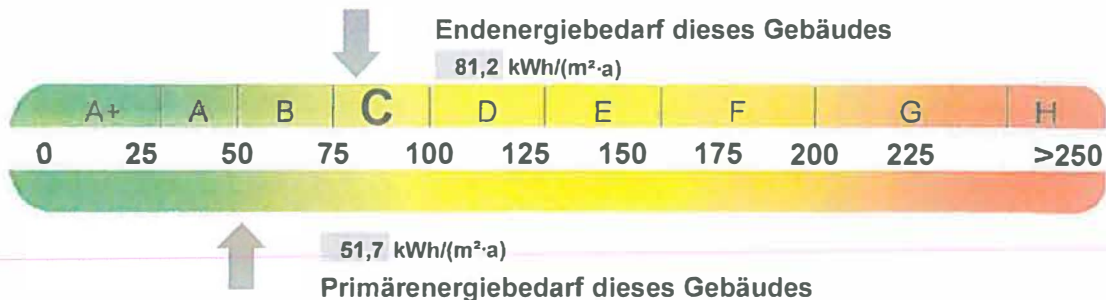 Endenergiebedarf dieses Gebäudes
81,2 kWh/(m²·a)
A+ A B C D E F G H
0 25 50 75 100 125 150 175 200 225 >250
51,7 kWh/(m²·a)
Primärenergiebedarf dieses Gebäudes